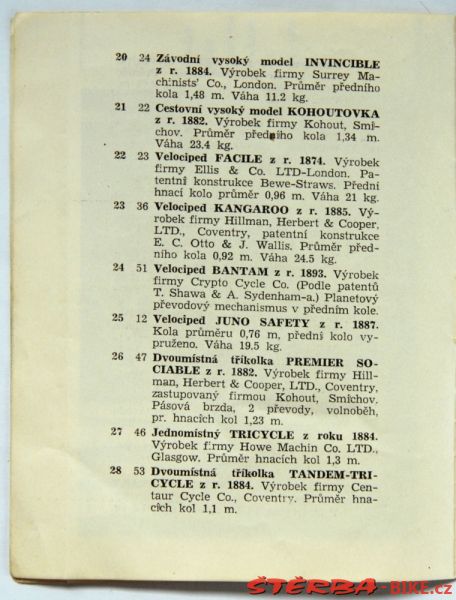 20 24 Závodní vysoký model INVINCIBLE
z r. 1884. Výrobek firmy Surrey Ma-
chinists' Co., London. Průměr předního
kola 1,48 m. Váha 11.2 kg.
21 22 Cestovní vysoký model KOHOUTOVKA
z r. 1882. Výrobek firmy Kohout, Smí-
chov. Průměr předního kola 1,34 m.
Váha 23.4 kg.
22 23 Velociped FACILE z r. 1874. Výrobek
firmy Ellis & Co. LTD-London. Pa-
tentní konstrukce Bewe-Straws. Přední
hnací kolo průměr 0,96 m. Váha 21 kg.
23 36 Velociped KANGAROO z r. 1885. Vý-
robek firmy Hillman, Herbert & Cooper,
LTD., Coventry, patentní konstrukce
E. C. Otto & J. Wallis. Průměr před-
ního kola 0,92 m. Váha 24.5 kg.
24 51 Velociped BANTAM z r. 1893. Výrobek
firmy Crypto Cycle Co. (Podle patentů
T. Shawa & A. Sydenham-a.) Planetový
převodový mechanismus v předním kole.
25 12 Velociped JUNO SAFETY z r. 1887.
Kola průměru 0,76 m, přední kolo vy-
pruženo. Váha 19.5 kg.
26 47 Dvoumístná tříkolka PREMIER SO-
CIABLE z r. 1882. Výrobek firmy Hill-
man, Herbert & Cooper, LTD., Coventry,
zastupovaný firmou Kohout, Smíchov.
Pásová brzda, 2 převody, volnoběh,
pr. hnacích kol 1,23 m.
27 46 Jednomístný TRICYCLE z roku 1884.
Výrobek firmy Howe Machin Co. LTD.,
Glasgow. Průměr hnacích kol 1,3 m.
28 53 Dvoumístná tříkolka TANDEM-TRI-
CYCLE z r. 1884. Výrobek firmy Cen-
taur Cycle Co., Coventry. Průměr hna-
cích kol 1,1 m.
ŠTĚRBA-BIKE.cz